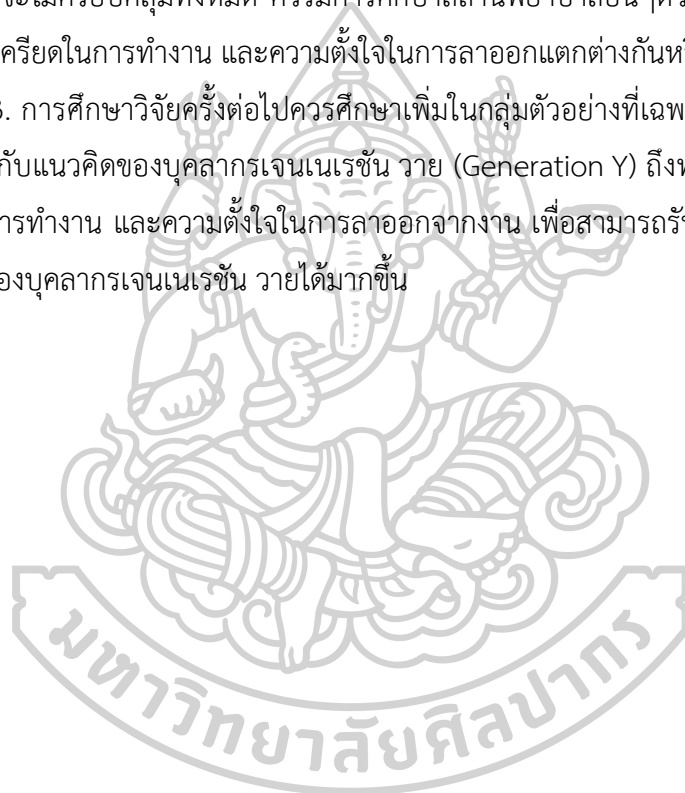 จะไม่ครอบคลุมทั้งหมด ควรมีการศึกษาสถานพยาบาลอื่น ๆ
เครียดในการทำงาน และความตั้งใจในการลาออกแตกต่างกัน
3. การศึกษาวิจัยครั้งต่อไปควรศึกษาเพิ่มในกลุ่มตัวอย่างที่เฉพ
กับแนวคิดของบุคลากรเจนเนเรชัน วาย (Generation Y) ถึง
ารทำงาน และความตั้งใจในการลาออกจากงาน เพื่อสามารถรั
องบุคลากรเจนเนเรชัน วายได้มากขึ้น
มหาวิทยาลัยศิลปากร